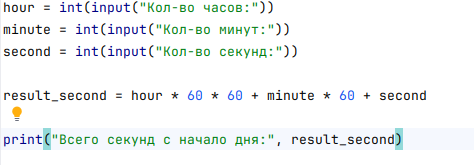 hour = int(input("Кол-во часов:"))
minute = int(input("Кол-во минут:"))
second = int(input("Кол-во секунд:"))
result_second = hour * 60 * 60 + minute * 60 + second
print("Всего секунд с начало дня:", result_second)